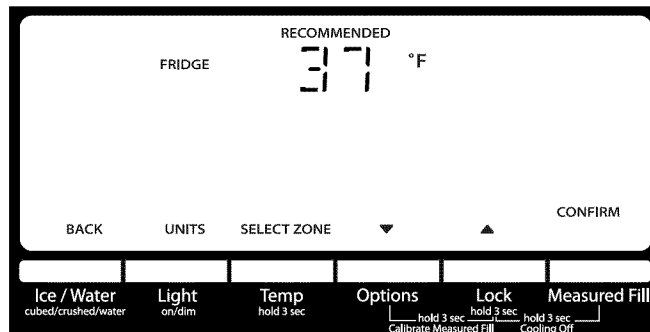 RECOMMENDED
FRIDGE 37 °F
BACK UNITS SELECT ZONE ▼ ▲ CONFIRM
Ice / Water Light Temp Options Lock Measured Fill
cubed/crushed/water on/dim hold 3 sec hold 3 sec hold 3 sec hold 3 sec
Calibrate Measured Fill Cooling Off